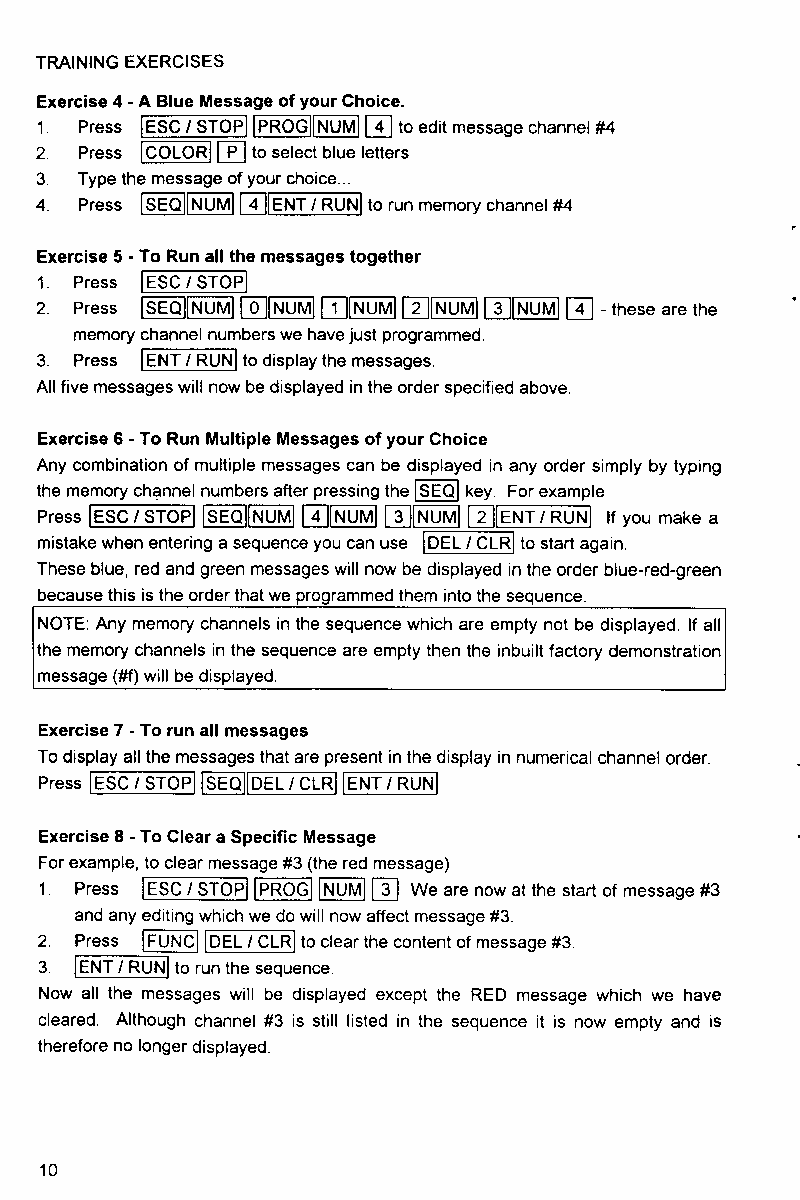 TRAINING EXERCISES
Exercise 4 - A Blue Message of your Choice.
1. Press ESC / STOP PROG NUM 4 to edit message channel #4
2. Press COLOR P to select blue letters
3. Type the message of your choice...
4. Press SEQ NUM 4 ENT / RUN to run memory channel #4
Exercise 5 - To Run all the messages together
1. Press ESC / STOP
2. Press SEQ NUM 0 NUM 1 NUM 2 NUM 3 NUM 4 - these are the
memory channel numbers we have just programmed.
3. Press ENT / RUN to display the messages.
All five messages will now be displayed in the order specified above.
Exercise 6 - To Run Multiple Messages of your Choice
Any combination of multiple messages can be displayed in any order simply by typing
the memory channel numbers after pressing the SEQ key. For example
Press ESC / STOP SEQ NUM 4 NUM 3 NUM 2 ENT / RUN If you make a
mistake when entering a sequence you can use DEL / CLR to start again.
These blue, red and green messages will now be displayed in the order blue-red-green
because this is the order that we programmed them into the sequence.
NOTE: Any memory channels in the sequence which are empty not be displayed. If all
the memory channels in the sequence are empty then the inbuilt factory demonstration
message (#f) will be displayed.
Exercise 7 - To run all messages
To display all the messages that are present in the display in numerical channel order.
Press ESC / STOP SEQ DEL / CLR ENT / RUN
Exercise 8 - To Clear a Specific Message
For example, to clear message #3 (the red message)
1. Press ESC / STOP PROG NUM 3 We are now at the start of message #3
and any editing which we do will now affect message #3.
2. Press FUNC DEL / CLR to clear the content of message #3.
3. ENT / RUN to run the sequence.
Now all the messages will be displayed except the RED message which we have
cleared. Although channel #3 is still listed in the sequence it is now empty and is
therefore no longer displayed.
10